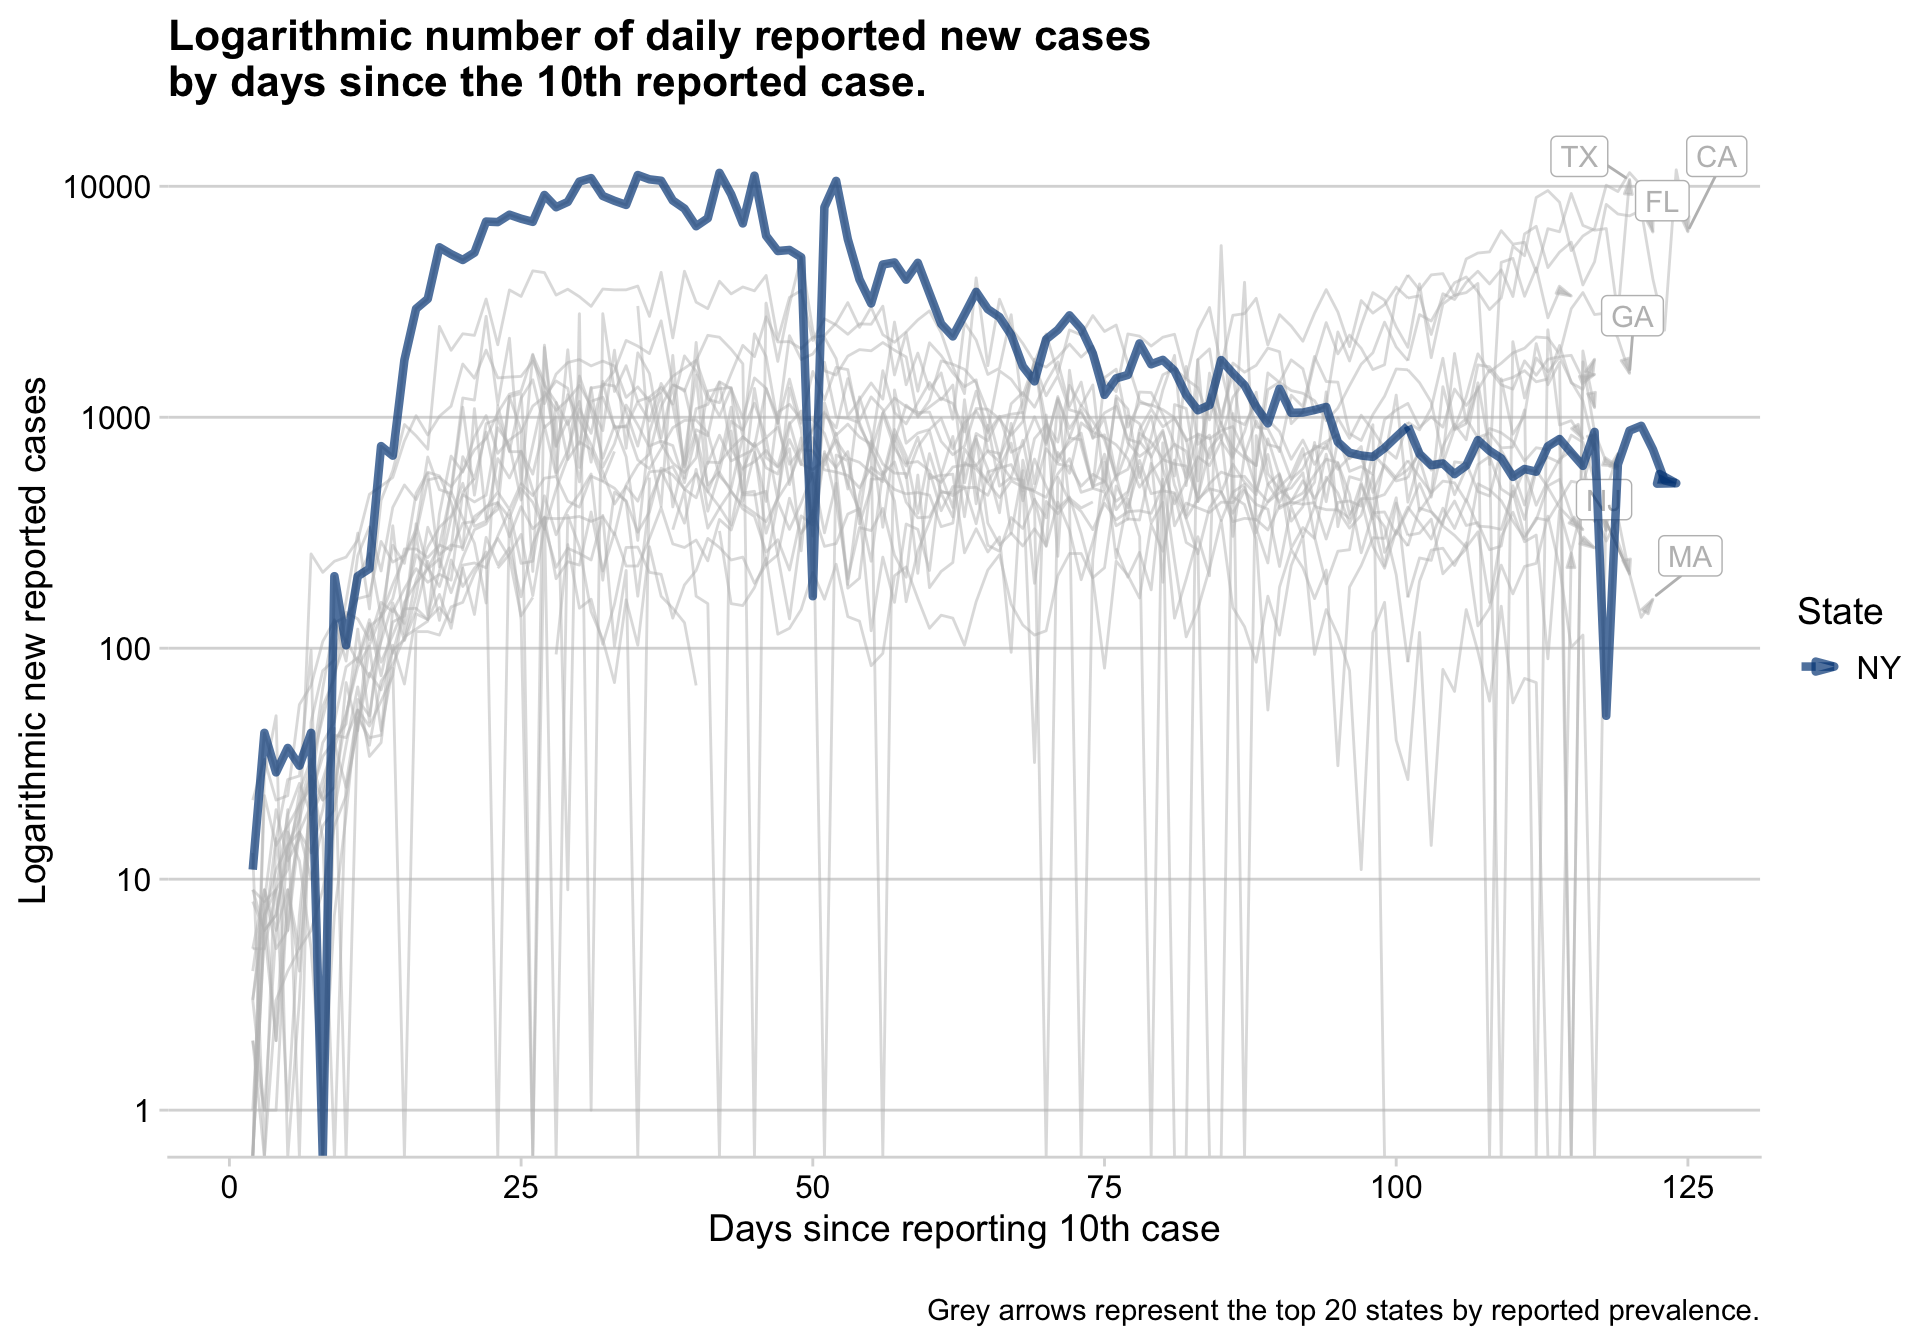 Logarithmic number of daily reported new cases
by days since the 10th reported case.
TX
CA
FL
GA
NJ
MA
10000
1000
100
10
1
Logarithmic new reported cases
0
25
50
75
100
125
Days since reporting 10th case
State
NY
Grey arrows represent the top 20 states by reported prevalence.